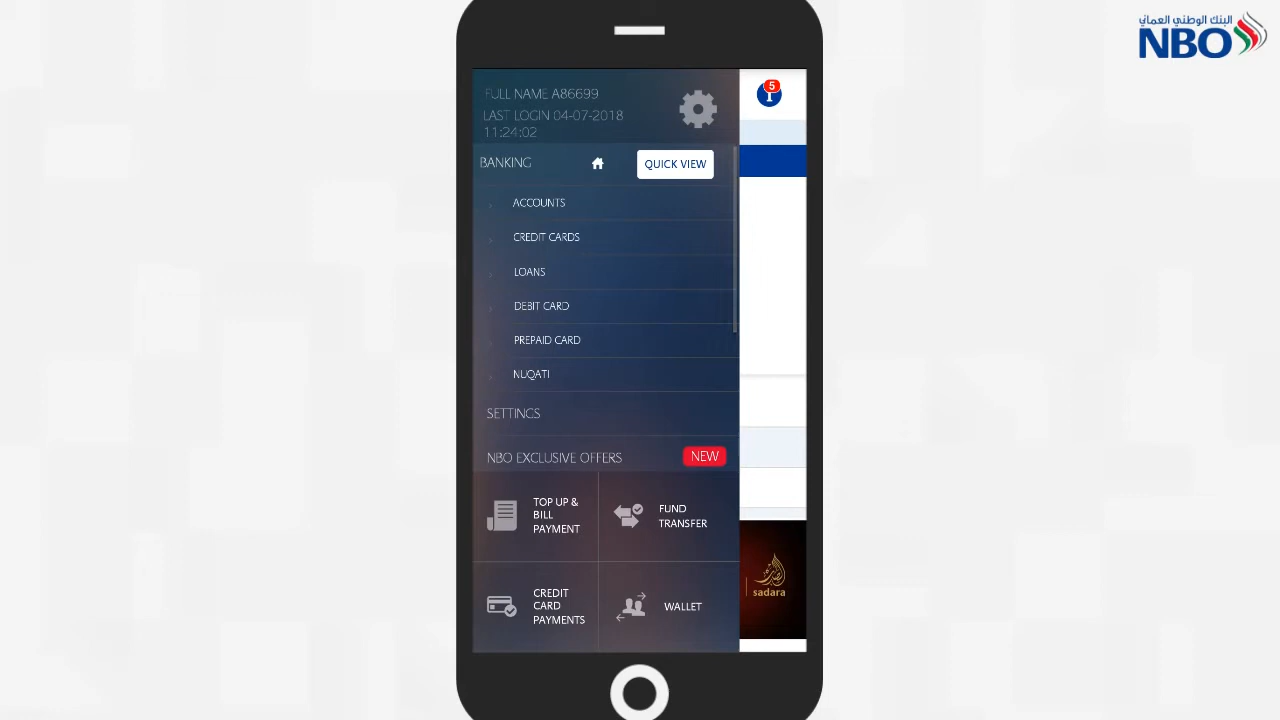 البنك الوطني العماني
NBO
FULL NAME A86699
LAST LOGIN 04-07-2018
11:24:02
5
BANKING
QUICK VIEW
ACCOUNTS
CREDIT CARDS
LOANS
DEBIT CARD
PREPAID CARD
NUQATI
SETTINGS
NBO EXCLUSIVE OFFERS
NEW
TOP UP &
BILL
PAYMENT
FUND
TRANSFER
CREDIT
CARD
PAYMENTS
WALLET
sadara